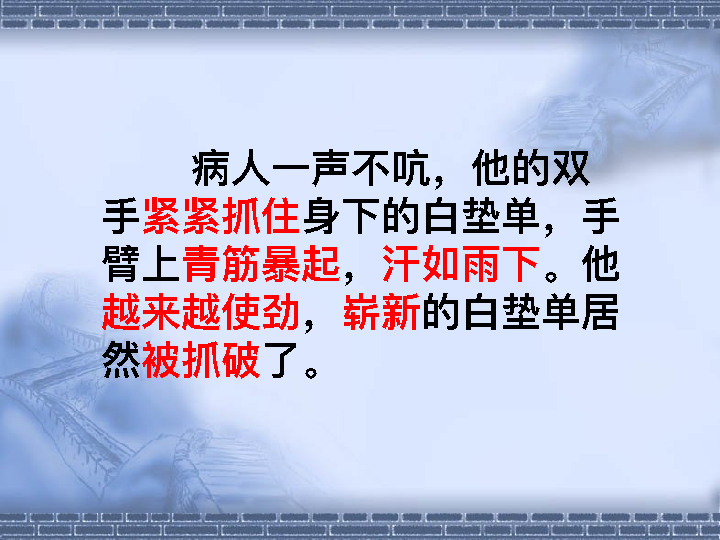 病人一声不吭，他的双
手紧紧抓住身下的白垫单，手
臂上青筋暴起，汗如雨下。他
越来越使劲，崭新的白垫单居
然被抓破了。